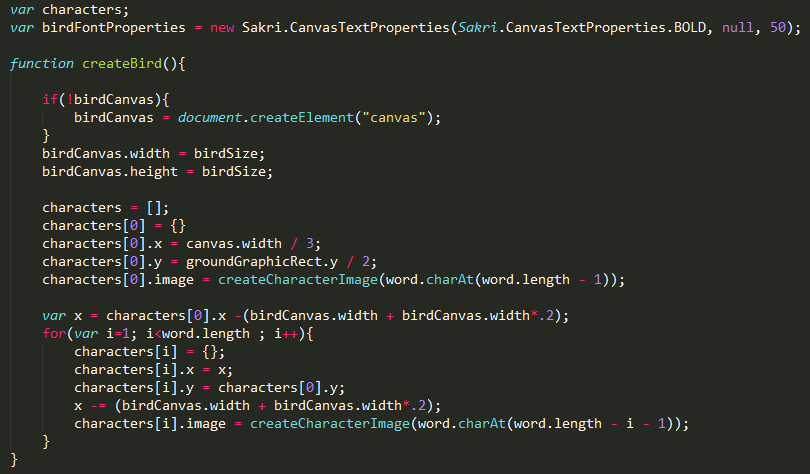 var characters;
var birdFontProperties = new Sakri.CanvasTextProperties(Sakri.CanvasTextProperties.BOLD, null, 50);
function createBird(){
if(!birdCanvas){
birdCanvas = document.createElement("canvas");
}
birdCanvas.width = birdSize;
birdCanvas.height = birdSize;
characters = [];
characters[0] = {}
characters[0].x = canvas.width / 3;
characters[0].y = groundGraphicRect.y / 2;
characters[0].image = createCharacterImage(word.charAt(word.length - 1));
var x = characters[0].x -(birdCanvas.width + birdCanvas.width*.2);
for(var i=1; i<word.length ; i++){
characters[i] = {};
characters[i].x = x;
characters[i].y = characters[0].y;
x -= (birdCanvas.width + birdCanvas.width*.2);
characters[i].image = createCharacterImage(word.charAt(word.length - i - 1));
}
}